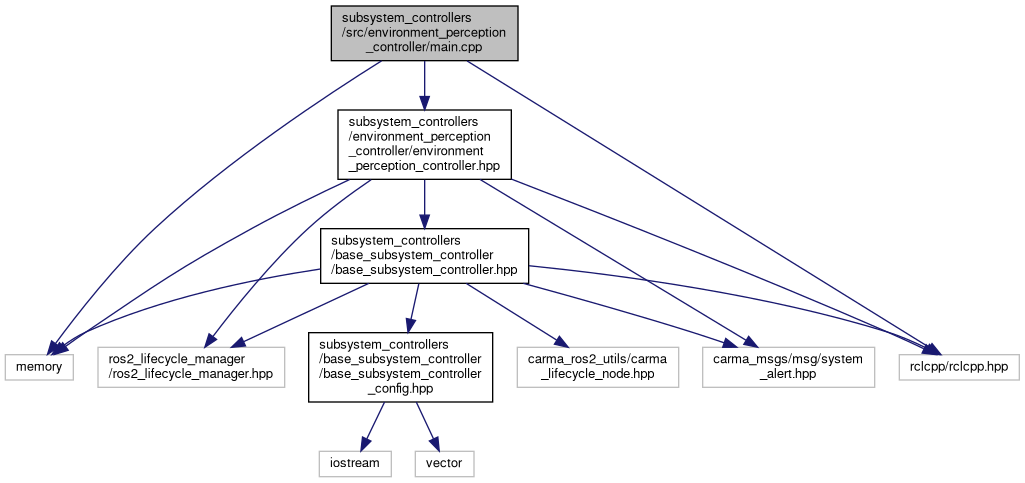 subsystem_controllers
/src/environment_perception
_controller/main.cpp
subsystem_controllers
/environment_perception
_controller/environment
_perception_controller.hpp
subsystem_controllers
/base_subsystem_controller
/base_subsystem_controller.hpp
memory
ros2_lifecycle_manager
/ros2_lifecycle_manager.hpp
subsystem_controllers
/base_subsystem_controller
/base_subsystem_controller
_config.hpp
carma_ros2_utils/carma
_lifecycle_node.hpp
carma_msgs/msg/system
_alert.hpp
rclcpp/rclcpp.hpp
iostream
vector